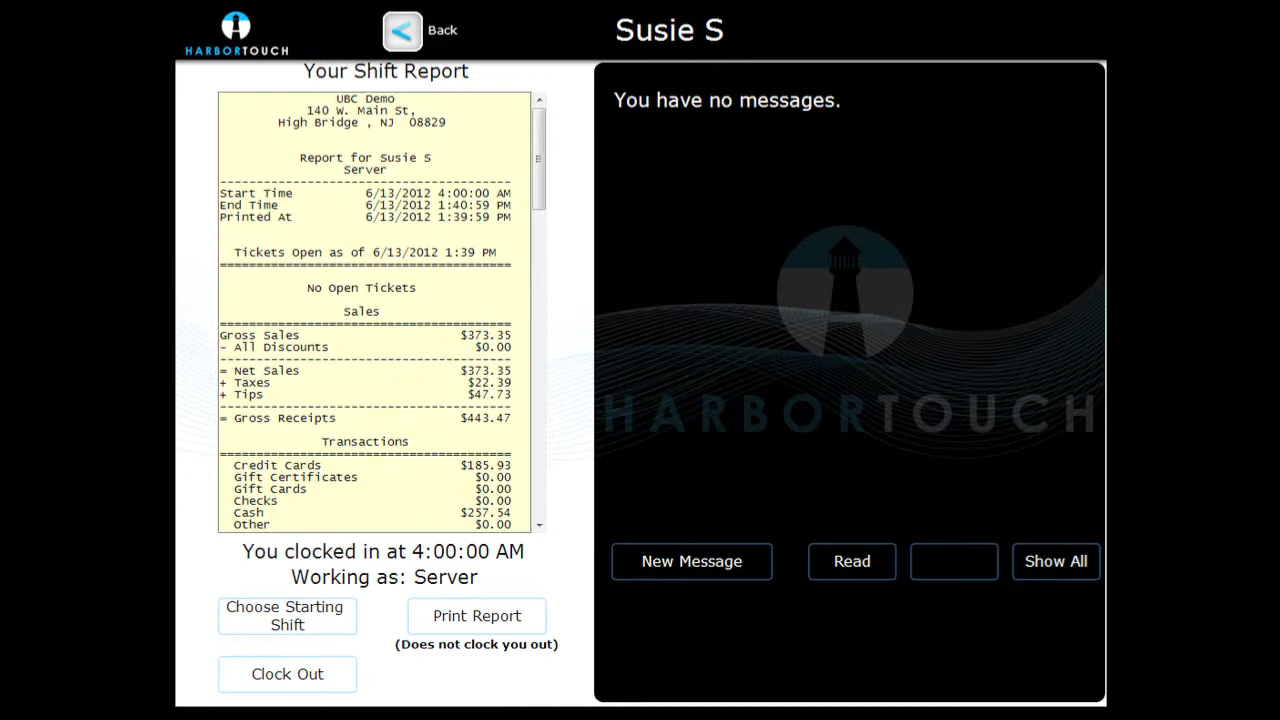 HARBORTOUCH
Back
Susie S
Your Shift Report
UBC Demo
140 W. Main St,
High Bridge , NJ  08829
Report for Susie S
Server
Start Time 6/13/2012 4:00:00 AM
End Time 6/13/2012 1:40:59 PM
Printed At 6/13/2012 1:39:59 PM
Tickets Open as of 6/13/2012 1:39 PM
No Open Tickets
Sales
Gross Sales $373.35
- All Discounts $0.00
= Net Sales $373.35
+ Taxes $22.39
+ Tips $47.73
= Gross Receipts $443.47
Transactions
Credit Cards $185.93
Gift Certificates $0.00
Gift Cards $0.00
Checks $0.00
Cash $257.54
Other $0.00
You clocked in at 4:00:00 AM
Working as: Server
Choose Starting
Shift
Print Report
(Does not clock you out)
Clock Out
You have no messages.
HARBORTOUCH
New Message
Read
Show All